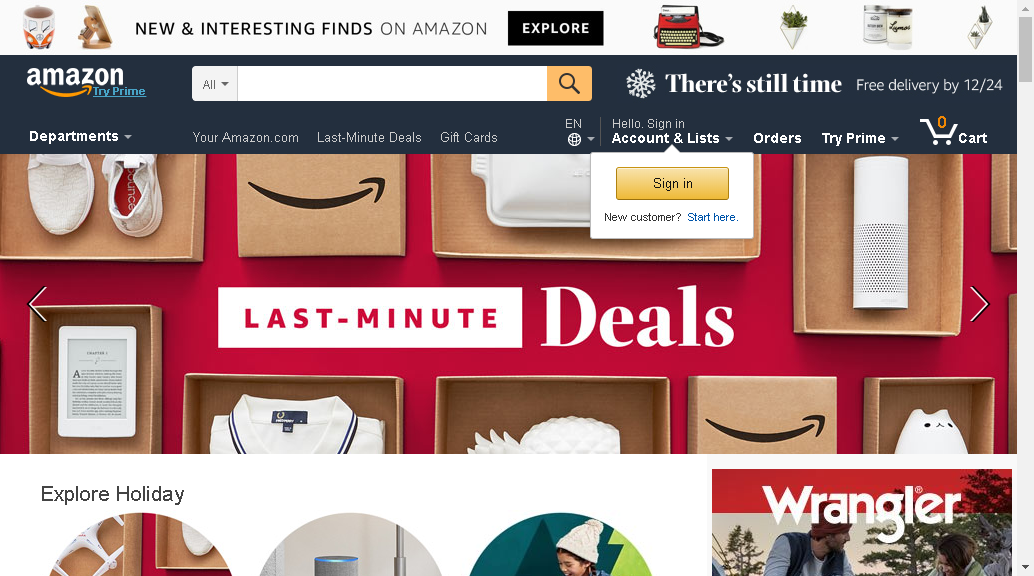 NEW & INTERESTING FINDS ON AMAZON EXPLORE
amazon
Try Prime
All
There's still time Free delivery by 12/24
Departments
Your Amazon.com Last-Minute Deals Gift Cards
EN
Hello. Sign in
Account & Lists
Orders
Try Prime
0
Cart
Sign in
New customer? Start here.
LAST-MINUTE Deals
Explore Holiday
Wrangler®